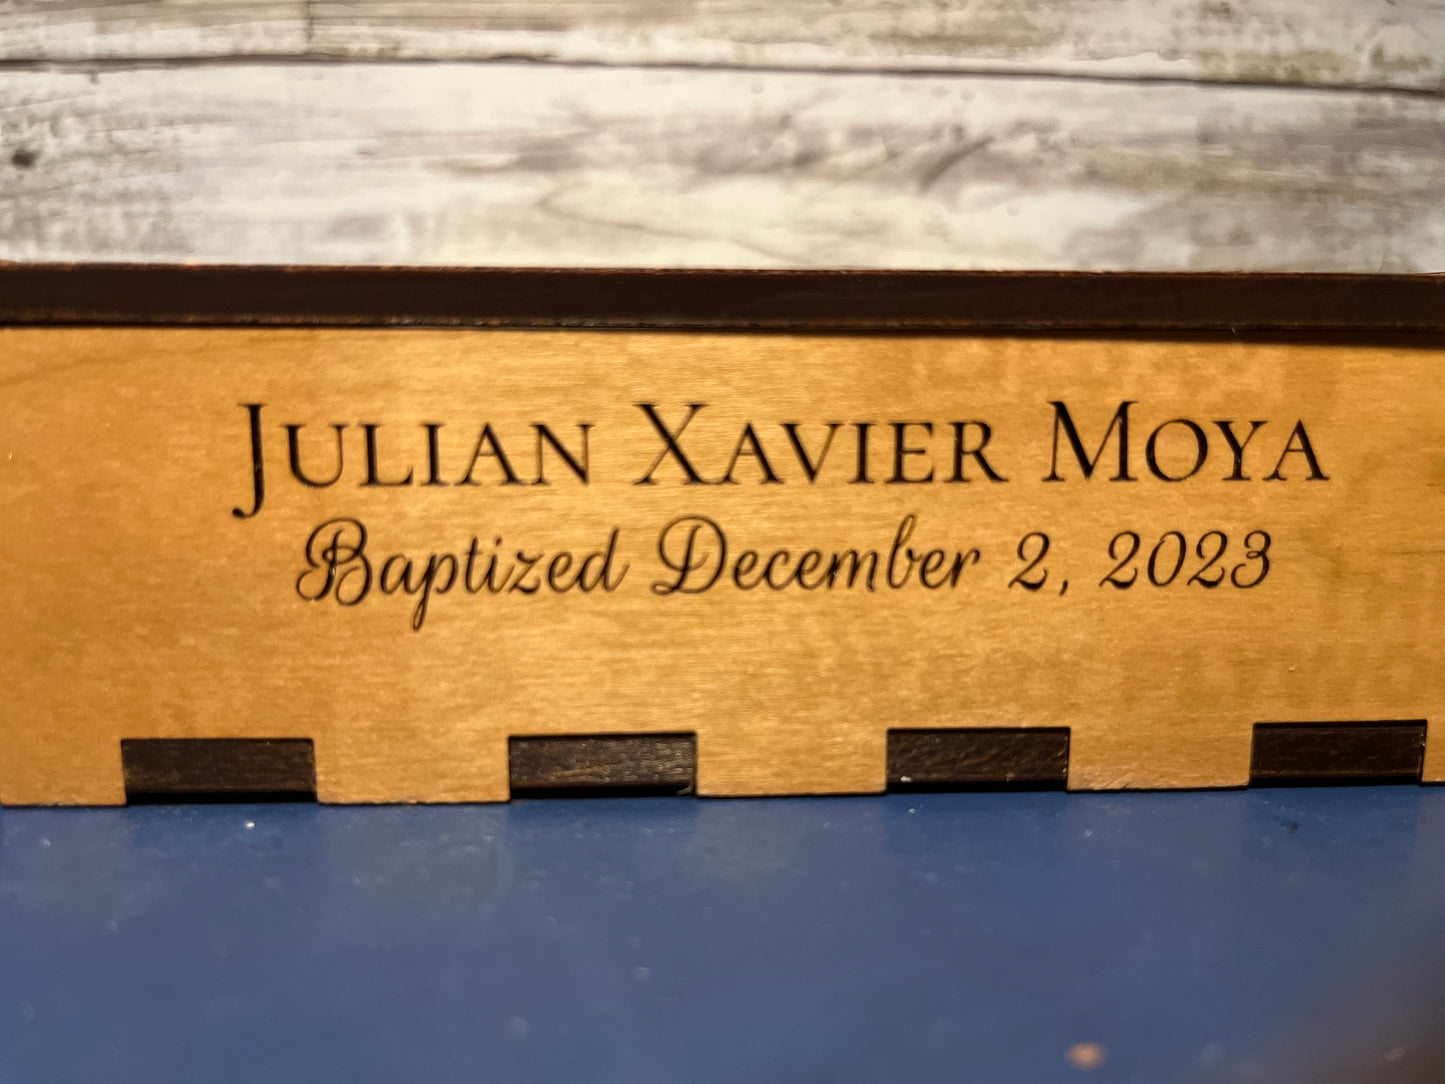 Julian Xavier Moya
Baptized December 2, 2023